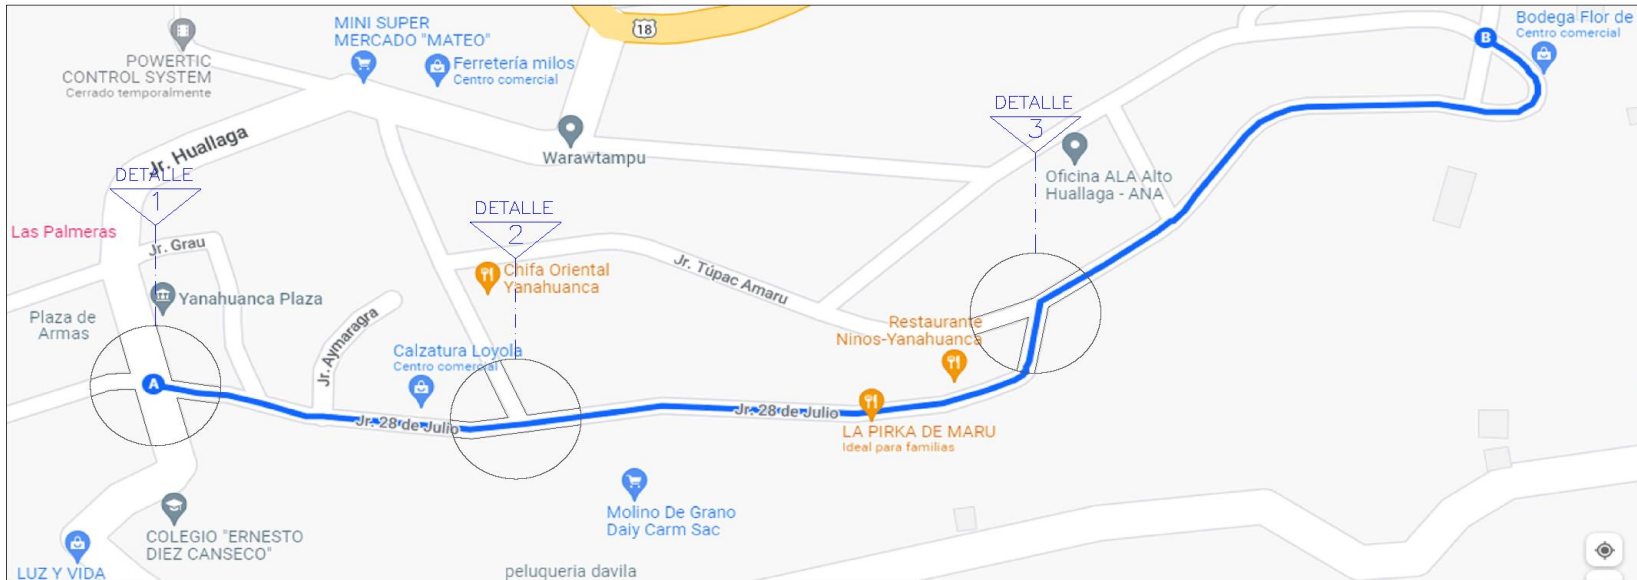 MINI SUPER
MERCADO "MATEO"
18
Bodega Flor de
Centro comercial
B
POWERTIC
CONTROL SYSTEM
Cerrado temporalmente
Ferretería milos
Centro comercial
DETALLE
3
Jr. Huallaga
Warawtampu
DETALLE
1
Oficina ALA Alto
Huallaga - ANA
DETALLE
2
Las Palmeras
Jr. Grau
Jr. Túpac Amaru
Chifa Oriental
Yanahuanca
Yanahuanca Plaza
Plaza de
Armas
Jr. Aymaragra
Restaurante
Ninos-Yanahuanca
Calzatura Loyola
Centro comercial
A
Jr. 28 de Julio
Jr. 28 de Julio
LA PIRKA DE MARU
Ideal para familias
Molino De Grano
Daiy Carm Sac
COLEGIO "ERNESTO
DIEZ CANSECO"
LUZ Y VIDA
peluqueria davila